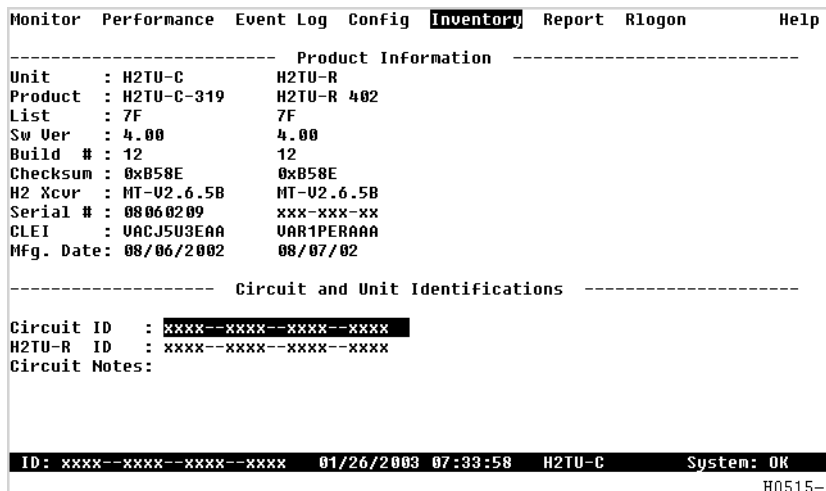 Monitor Performance Event Log Config Inventory Report Rlogon Help
-------------------------- Product Information ----------------------------
Unit : H2TU-C H2TU-R
Product : H2TU-C-319 H2TU-R 402
List : 7F 7F
Sw Ver : 4.00 4.00
Build # : 12 12
Checksum : 0xB58E 0xB58E
H2 Xcvr : MT-V2.6.5B MT-V2.6.5B
Serial # : 08060209 xxx-xxx-xx
CLEI : VACJ5U3EAA VAR1PERAAA
Mfg. Date: 08/06/2002 08/07/02
-------------------- Circuit and Unit Identifications ---------------------
Circuit ID : xxxx--xxxx--xxxx--xxxx
H2TU-R ID : xxxx--xxxx--xxxx--xxxx
Circuit Notes:
ID: xxxx--xxxx--xxxx--xxxx 01/26/2003 07:33:58 H2TU-C System: OK
H0515-